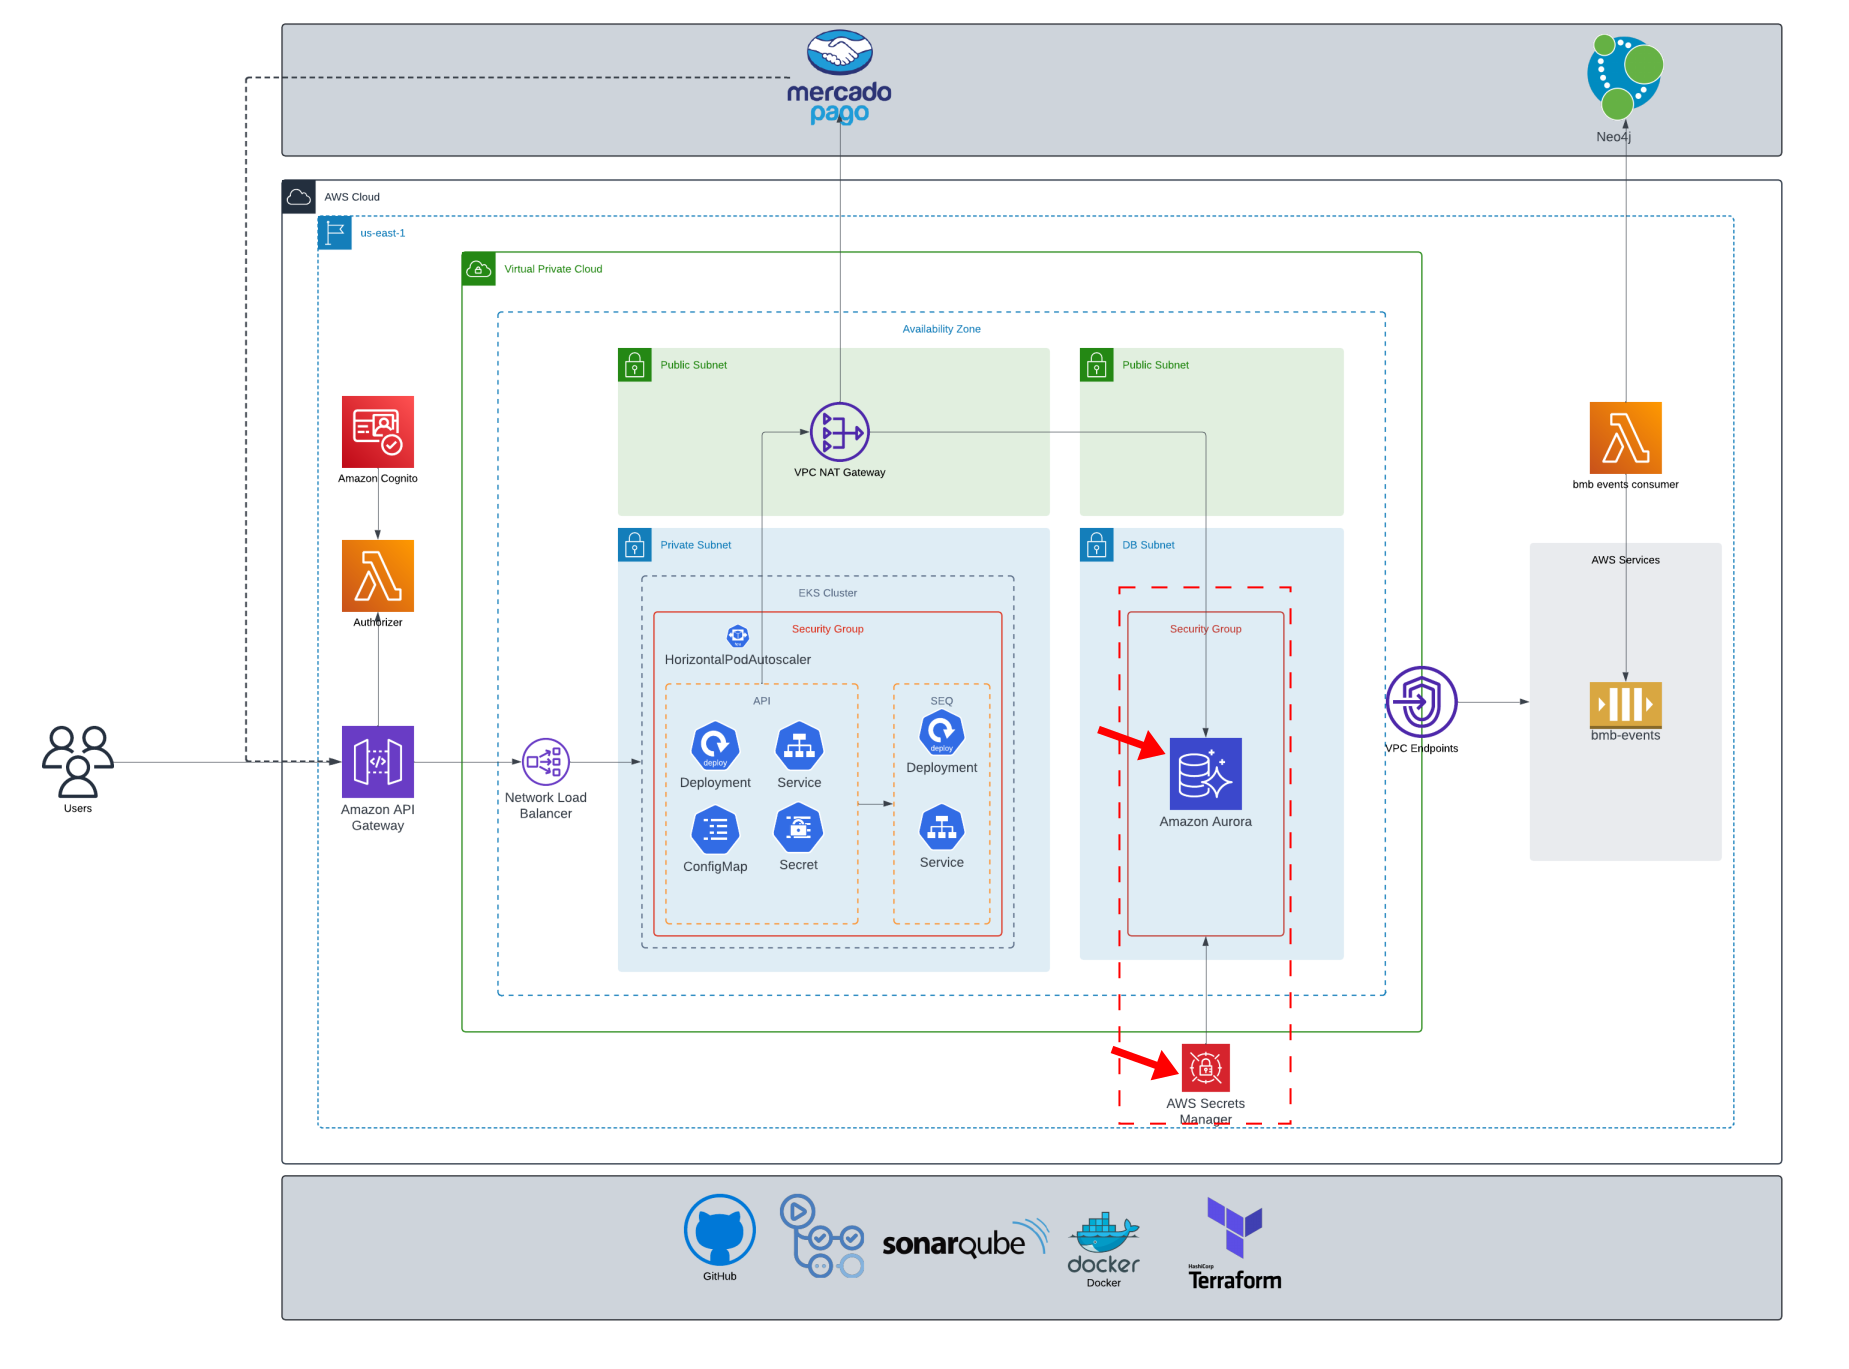 mercado
pago
Neo4j
AWS Cloud
us-east-1
Virtual Private Cloud
Availability Zone
Public Subnet
Public Subnet
VPC NAT Gateway
Amazon Cognito
bmb events consumer
Private Subnet
DB Subnet
AWS Services
EKS Cluster
Security Group
Security Group
Authorizer
HorizontalPodAutoscaler
API
SEQ
deploy
Deployment
Service
deploy
Deployment
bmb-events
VPC Endpoints
Users
Amazon API
Gateway
Network Load
Balancer
Amazon Aurora
ConfigMap
Secret
Service
AWS Secrets
Manager
GitHub
sonarqube
docker
Docker
HashiCorp
Terraform